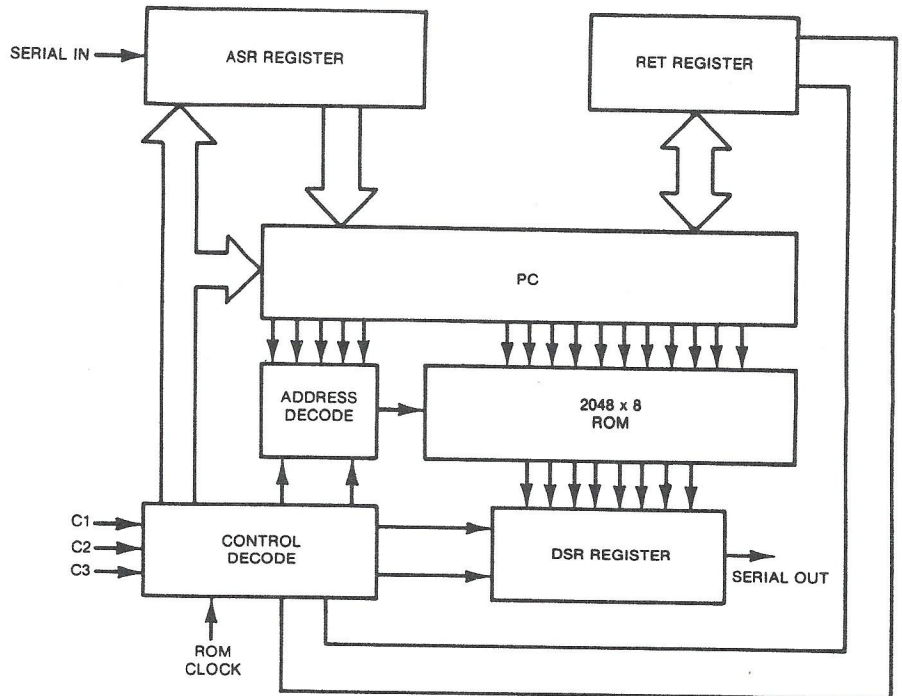 SERIAL IN
ASR REGISTER
RET REGISTER
PC
ADDRESS
DECODE
2048 x 8
ROM
C1
C2
C3
CONTROL
DECODE
DSR REGISTER
SERIAL OUT
ROM
CLOCK